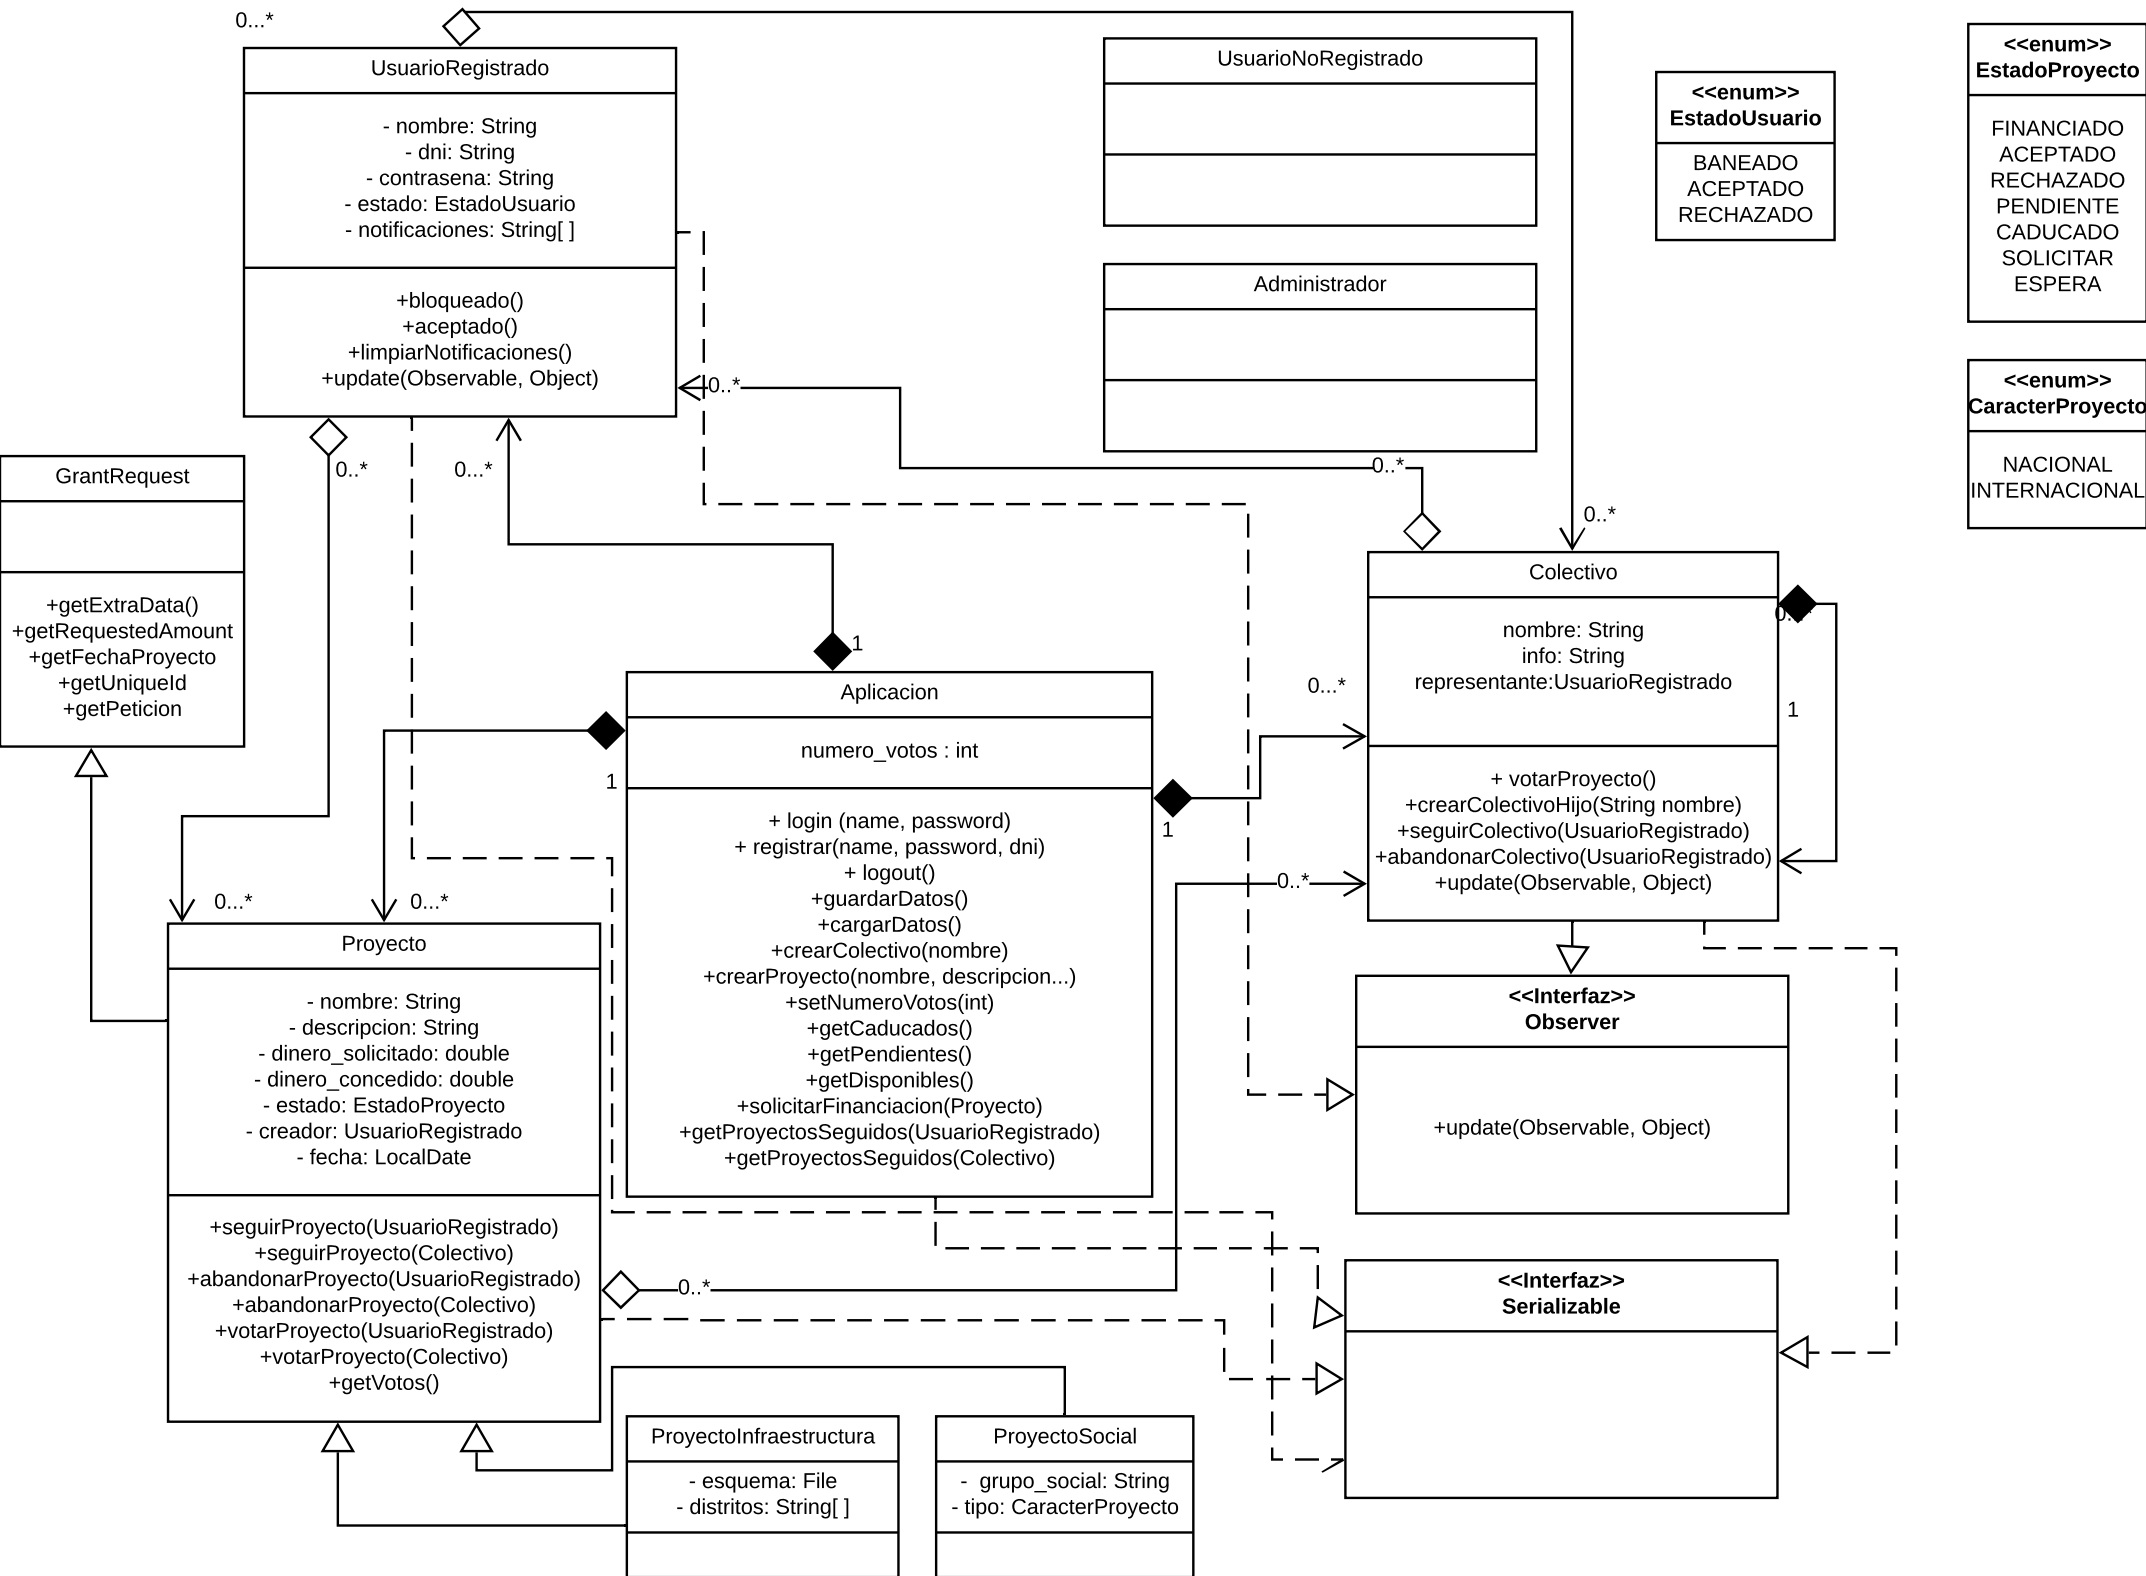 0...*
UsuarioRegistrado
- nombre: String
- dni: String
- contrasena: String
- estado: EstadoUsuario
- notificaciones: String[ ]
+bloqueado()
+aceptado()
+limpiarNotificaciones()
+update(Observable, Object)
UsuarioNoRegistrado
Administrador
<<enum>>
EstadoUsuario
BANEADO
ACEPTADO
RECHAZADO
<<enum>>
EstadoProyecto
FINANCIADO
ACEPTADO
RECHAZADO
PENDIENTE
CADUCADO
SOLICITAR
ESPERA
<<enum>>
CaracterProyecto
NACIONAL
INTERNACIONAL
0..*
0..*
0..*
0...*
0..*
GrantRequest
+getExtraData()
+getRequestedAmount
+getFechaProyecto
+getUniqueId
+getPeticion
1
1
0...*
1
0..*
0...*
0...*
Aplicacion
numero_votos : int
+ login (name, password)
+ registrar(name, password, dni)
+ logout()
+guardarDatos()
+cargarDatos()
+crearColectivo(nombre)
+crearProyecto(nombre, descripcion...)
+setNumeroVotos(int)
+getCaducados()
+getPendientes()
+getDisponibles()
+solicitarFinanciacion(Proyecto)
+getProyectosSeguidos(UsuarioRegistrado)
+getProyectosSeguidos(Colectivo)
Colectivo
nombre: String
info: String
representante:UsuarioRegistrado
+ votarProyecto()
+crearColectivoHijo(String nombre)
+seguirColectivo(UsuarioRegistrado)
+abandonarColectivo(UsuarioRegistrado)
+update(Observable, Object)
1
Proyecto
- nombre: String
- descripcion: String
- dinero_solicitado: double
- dinero_concedido: double
- estado: EstadoProyecto
- creador: UsuarioRegistrado
- fecha: LocalDate
+seguirProyecto(UsuarioRegistrado)
+seguirProyecto(Colectivo)
+abandonarProyecto(UsuarioRegistrado)
+abandonarProyecto(Colectivo)
+votarProyecto(UsuarioRegistrado)
+votarProyecto(Colectivo)
+getVotos()
0..*
<<Interfaz>>
Observer
+update(Observable, Object)
<<Interfaz>>
Serializable
ProyectoInfraestructura
- esquema: File
- distritos: String[ ]
ProyectoSocial
- grupo_social: String
- tipo: CaracterProyecto